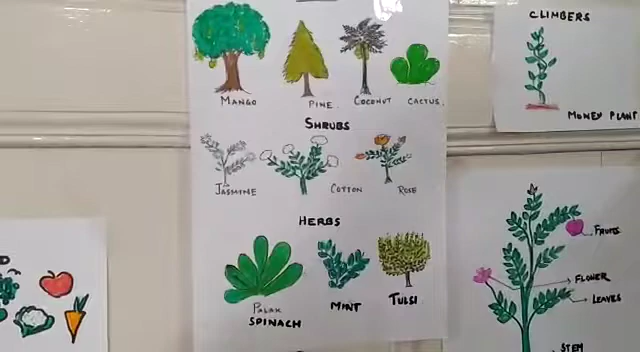 MANGO
PINE.
COCONUT
CACTUS.
SHRUBS
JASMINE
COTTON
ROSE
HERBS
PALAK
SPINACH
MINT
TULSI
CLIMBERS
MONEY PLANT
FRUITS
FLOWER
LEAVES
STEM